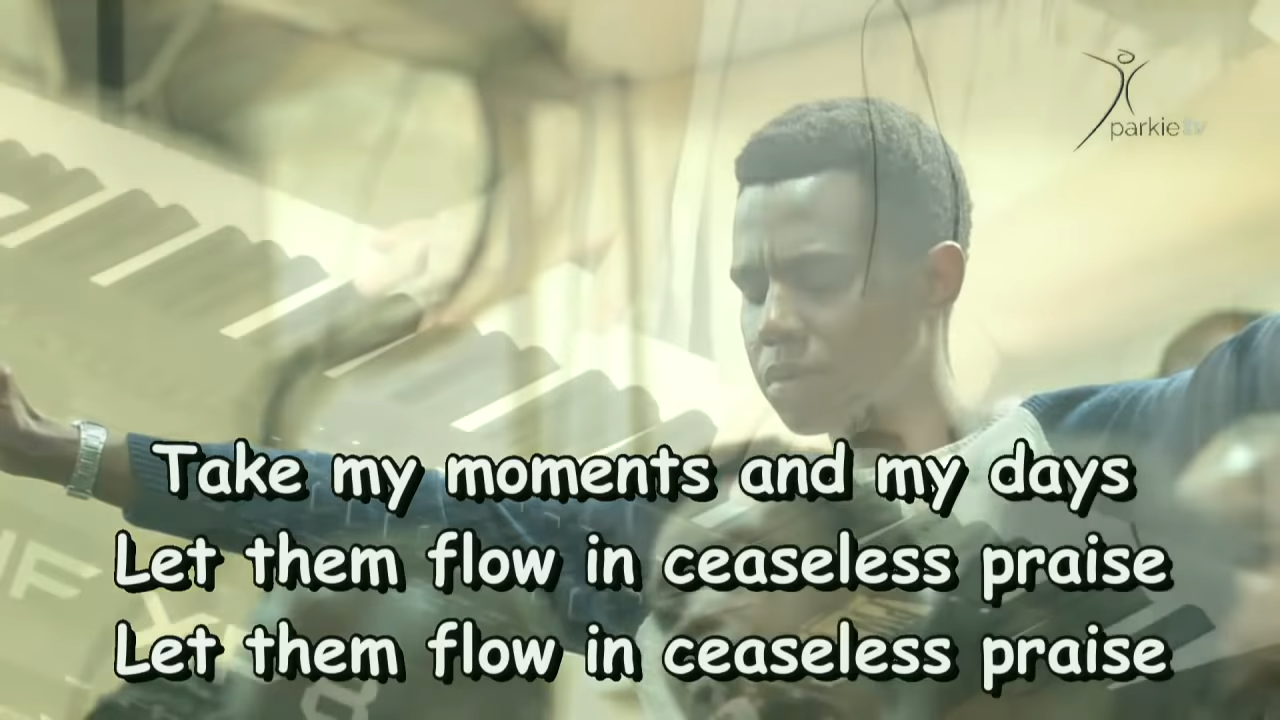 parkie tv
Take my moments and my days
Let them flow in ceaseless praise
Let them flow in ceaseless praise